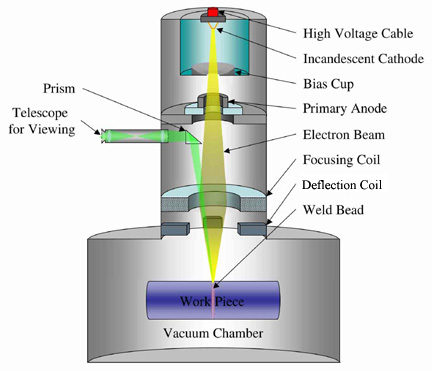 High Voltage Cable
Incandescent Cathode
Bias Cup
Prism
Primary Anode
Telescope
for Viewing
Electron Beam
Focusing Coil
Deflection Coil
Weld Bead
Work Piece
Vacuum Chamber